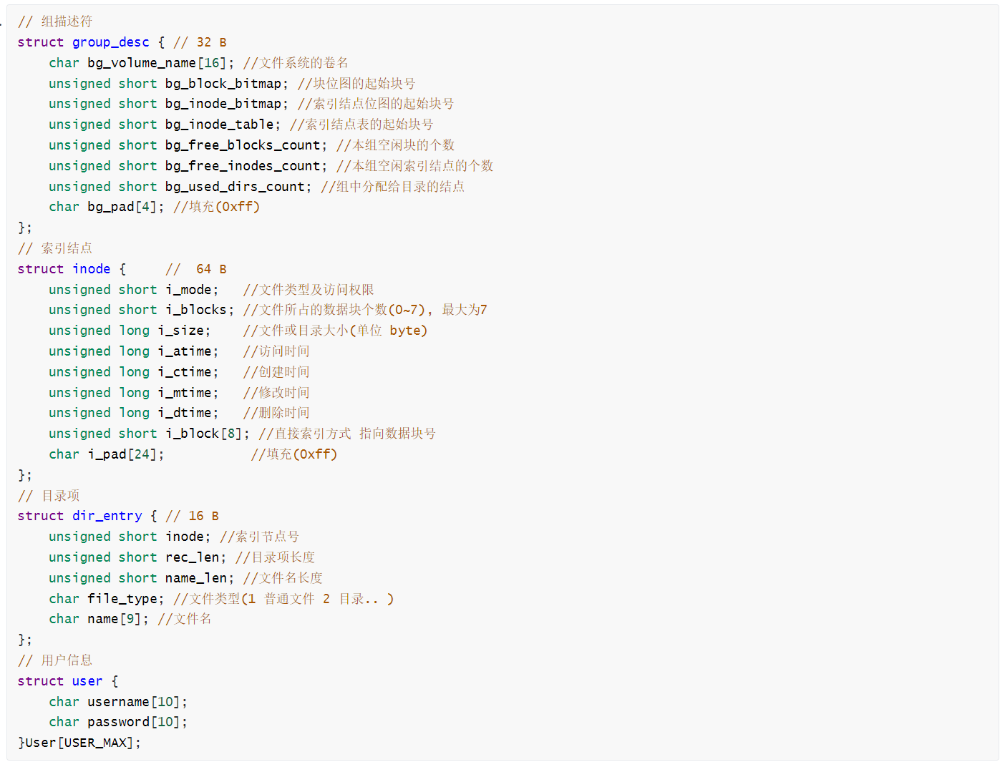 // 组描述符
struct group_desc { // 32 B
    char bg_volume_name[16]; //文件系统的卷名
    unsigned short bg_block_bitmap; //块位图的起始块号
    unsigned short bg_inode_bitmap; //索引结点位图的起始块号
    unsigned short bg_inode_table; //索引结点表的起始块号
    unsigned short bg_free_blocks_count; //本组空闲块的个数
    unsigned short bg_free_inodes_count; //本组空闲索引结点的个数
    unsigned short bg_used_dirs_count; //组中分配给目录的结点
    char bg_pad[4]; //填充(0xff)
};
// 索引结点
struct inode {     //  64 B
    unsigned short i_mode;   //文件类型及访问权限
    unsigned short i_blocks; //文件所占的数据块个数(0~7), 最大为7
    unsigned long i_size;    //文件或目录大小(单位 byte)
    unsigned long i_atime;   //访问时间
    unsigned long i_ctime;   //创建时间
    unsigned long i_mtime;   //修改时间
    unsigned long i_dtime;   //删除时间
    unsigned short i_block[8]; //直接索引方式 指向数据块号
    char i_pad[24];           //填充(0xff)
};
// 目录项
struct dir_entry { // 16 B
    unsigned short inode; //索引节点号
    unsigned short rec_len; //目录项长度
    unsigned short name_len; //文件名长度
    char file_type; //文件类型(1 普通文件 2 目录.. )
    char name[9]; //文件名
};
// 用户信息
struct user {
    char username[10];
    char password[10];
}User[USER_MAX];